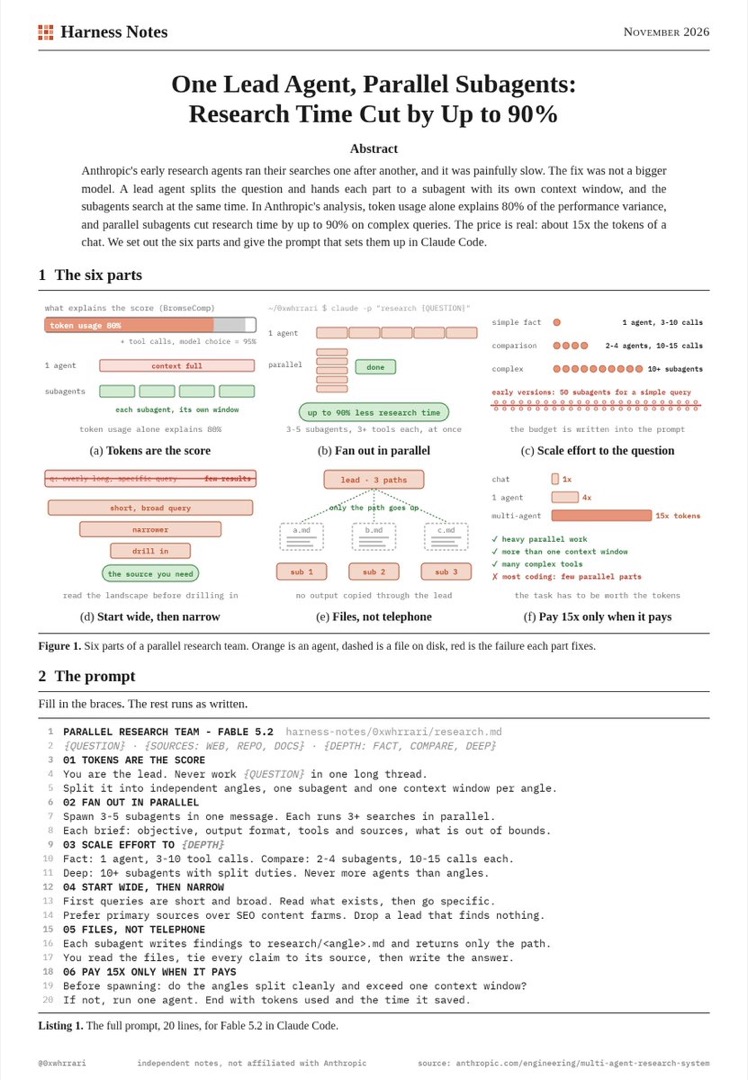 Harness Notes
November 2026
One Lead Agent, Parallel Subagents:
Research Time Cut by Up to 90%
Abstract
Anthropic's early research agents ran their searches one after another, and it was painfully slow. The fix was not a bigger
model. A lead agent splits the question and hands each part to a subagent with its own context window, and the
subagents search at the same time. In Anthropic's analysis, token usage alone explains 80% of the performance variance,
and parallel subagents cut research time by up to 90% on complex queries. The price is real: about 15x the tokens of a
chat. We set out the six parts and give the prompt that sets them up in Claude Code.
1 The six parts
what explains the score (BrowseComp)
token usage 80%
+ tool calls, model choice = 95%
1 agent
context full
subagents
each subagent, its own window
token usage alone explains 80%
(a) Tokens are the score
~/0xwhrrari $ claude -p "research {QUESTION}"
1 agent
parallel
done
up to 90% less research time
3-5 subagents, 3+ tools each, at once
(b) Fan out in parallel
simple fact
1 agent, 3-10 calls
comparison
2-4 agents, 10-15 calls
complex
10+ subagents
early versions: 50 subagents for a simple query
the budget is written into the prompt
(c) Scale effort to the question
q: overly long, specific query
few results
short, broad query
narrower
drill in
the source you need
read the landscape before drilling in
(d) Start wide, then narrow
lead - 3 paths
only the path goes up
a.md
b.md
c.md
sub 1
sub 2
sub 3
no output copied through the lead
(e) Files, not telephone
chat
1x
1 agent
4x
multi-agent
15x tokens
✓ heavy parallel work
✓ more than one context window
✓ many complex tools
✗ most coding: few parallel parts
the task has to be worth the tokens
(f) Pay 15x only when it pays
Figure 1. Six parts of a parallel research team. Orange is an agent, dashed is a file on disk, red is the failure each part fixes.
2 The prompt
Fill in the braces. The rest runs as written.
1 PARALLEL RESEARCH TEAM - FABLE 5.2 harness-notes/0xwhrrari/research.md
2 {QUESTION} · {SOURCES: WEB, REPO, DOCS} · {DEPTH: FACT, COMPARE, DEEP}
3 01 TOKENS ARE THE SCORE
4 You are the lead. Never work {QUESTION} in one long thread.
5 Split it into independent angles, one subagent and one context window per angle.
6 02 FAN OUT IN PARALLEL
7 Spawn 3-5 subagents in one message. Each runs 3+ searches in parallel.
8 Each brief: objective, output format, tools and sources, what is out of bounds.
9 03 SCALE EFFORT TO {DEPTH}
10 Fact: 1 agent, 3-10 tool calls. Compare: 2-4 subagents, 10-15 calls each.
11 Deep: 10+ subagents with split duties. Never more agents than angles.
12 04 START WIDE, THEN NARROW
13 First queries are short and broad. Read what exists, then go specific.
14 Prefer primary sources over SEO content farms. Drop a lead that finds nothing.
15 05 FILES, NOT TELEPHONE
16 Each subagent writes findings to research/<angle>.md and returns only the path.
17 You read the files, tie every claim to its source, then write the answer.
18 06 PAY 15X ONLY WHEN IT PAYS
19 Before spawning: do the angles split cleanly and exceed one context window?
20 If not, run one agent. End with tokens used and the time it saved.
Listing 1. The full prompt, 20 lines, for Fable 5.2 in Claude Code.
@0xwhrrari
independent notes, not affiliated with Anthropic
source: anthropic.com/engineering/multi-agent-research-system